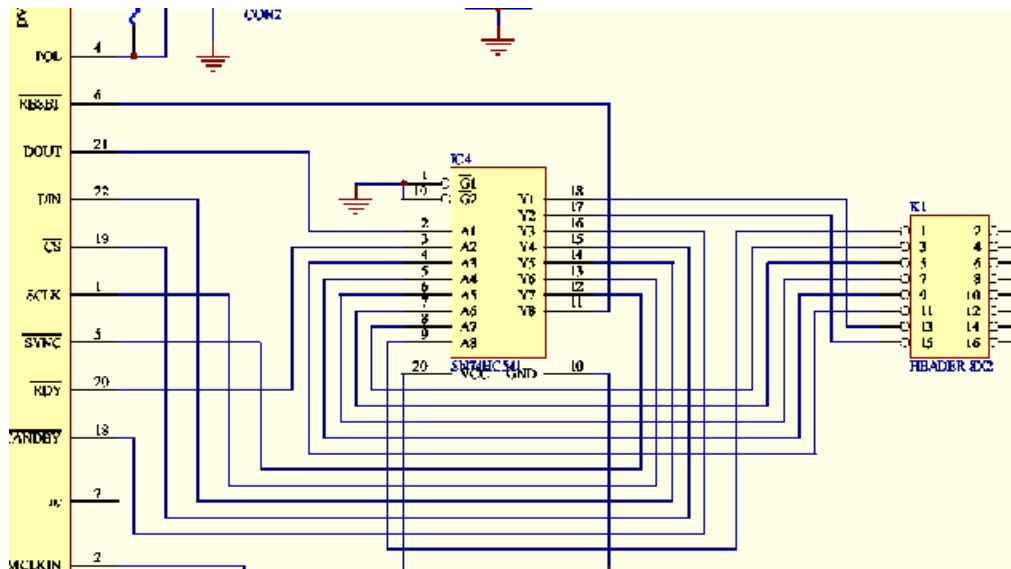 CON2
POL 4
RESET 6
DOUT 21
DIN 22
CS 19
SCLK 1
SYNC 5
RDY 20
18
7
MCLKIN 2
IC4
1 G1
19 G2
2 A1 Y1 18
3 A2 Y2 17
4 A3 Y3 16
5 A4 Y4 15
6 A5 Y5 14
7 A6 Y6 13
8 A7 Y7 12
9 A8 Y8 11
20 VCC GND 10
SN74HC541
K1
1 2
3 4
5 6
7 8
9 10
11 12
13 14
15 16
HEADER 8X2